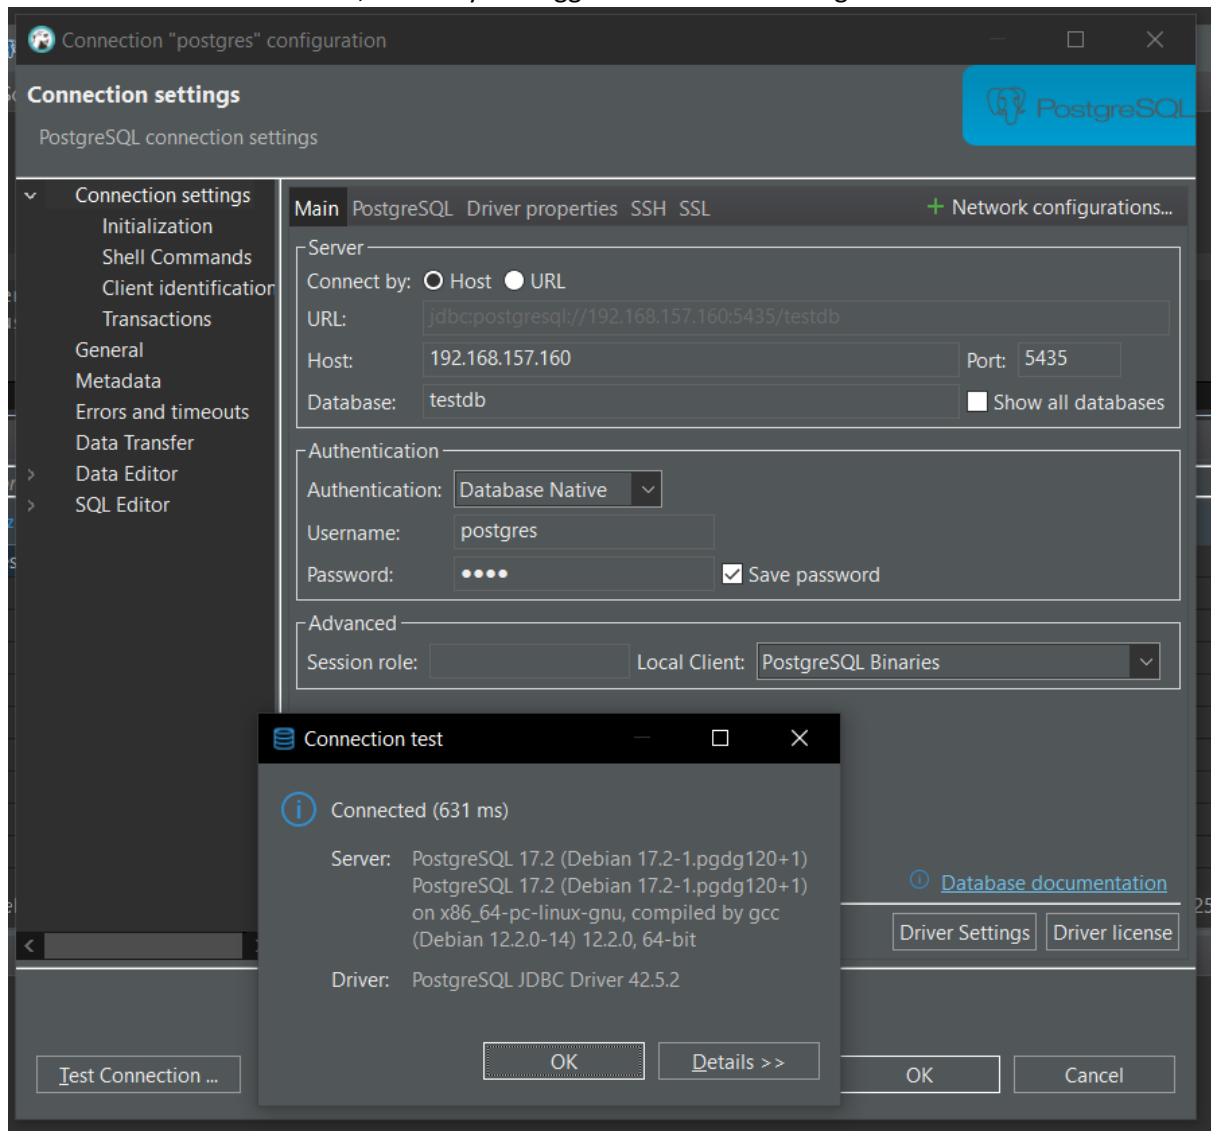 Connection "postgres" configuration
Connection settings
PostgreSQL connection settings
PostgreSQL
Connection settings
Initialization
Shell Commands
Client identification
Transactions
General
Metadata
Errors and timeouts
Data Transfer
Data Editor
SQL Editor
Main PostgreSQL Driver properties SSH SSL + Network configurations...
Server
Connect by: Host URL
URL: jdbc:postgresql://192.168.157.160:5435/testdb
Host: 192.168.157.160 Port: 5435
Database: testdb Show all databases
Authentication
Authentication: Database Native
Username: postgres
Password: •••• Save password
Advanced
Session role: Local Client: PostgreSQL Binaries
Connection test
Connected (631 ms)
Server: PostgreSQL 17.2 (Debian 17.2-1.pgdg120+1)
PostgreSQL 17.2 (Debian 17.2-1.pgdg120+1)
on x86_64-pc-linux-gnu, compiled by gcc
(Debian 12.2.0-14) 12.2.0, 64-bit
Driver: PostgreSQL JDBC Driver 42.5.2
OK Details >>
Database documentation
Driver Settings Driver license
Test Connection ... OK Cancel